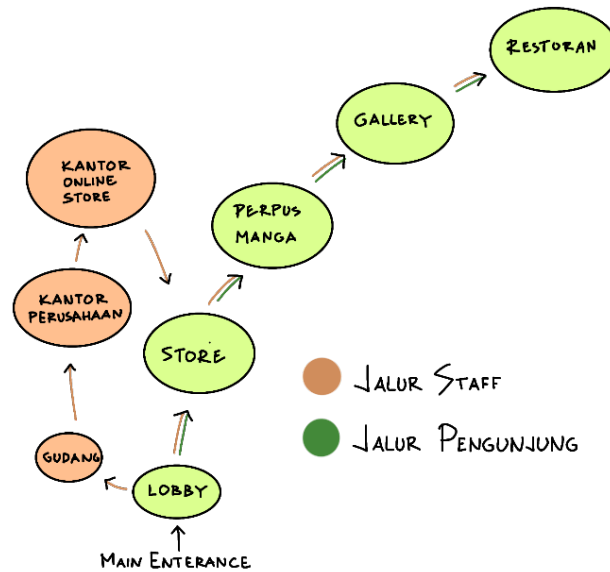 RESTORAN
GALLERY
KANTOR
ONLINE
STORE
PERPUS
MANGA
KANTOR
PERUSAHAAN
STORE
JALUR STAFF
JALUR PENGUNJUNG
GUDANG
LOBBY
MAIN ENTERANCE